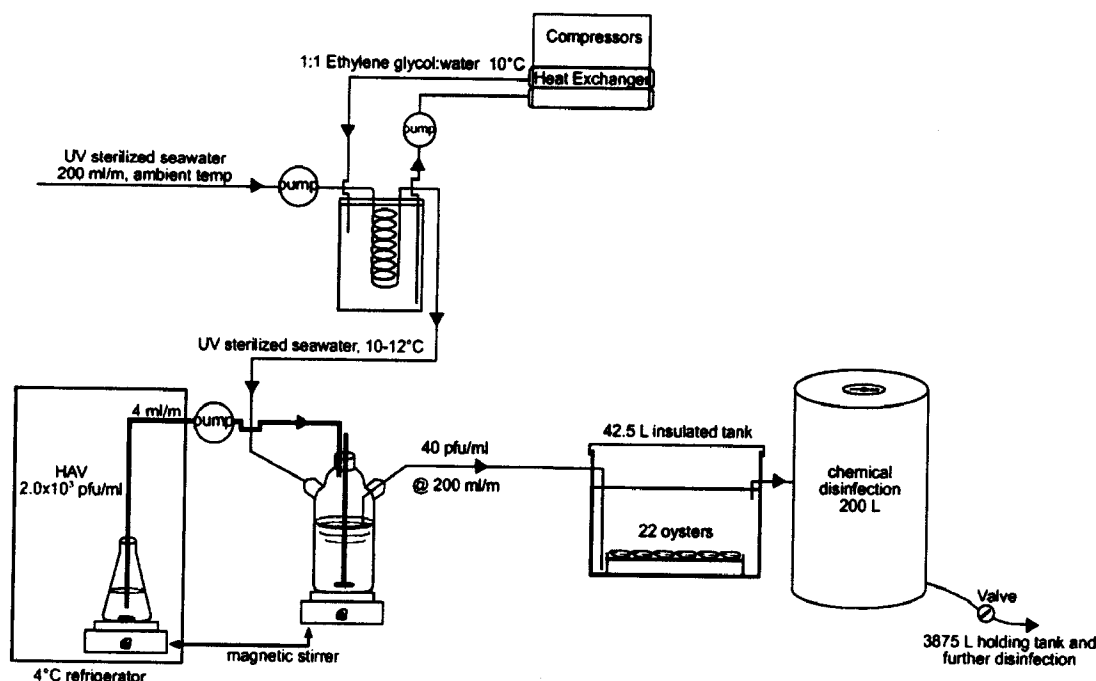 Compressors
1:1 Ethylene glycol:water 10°C
Heat Exchanger
pump
UV sterilized seawater
200 ml/m, ambient temp
pump
UV sterilized seawater, 10-12°C
4 ml/m
pump
HAV
2.0x10³ pfu/ml
40 pfu/ml
@ 200 ml/m
42.5 L insulated tank
22 oysters
chemical
disinfection
200 L
Valve
3875 L holding tank and
further disinfection
magnetic stirrer
4°C refrigerator